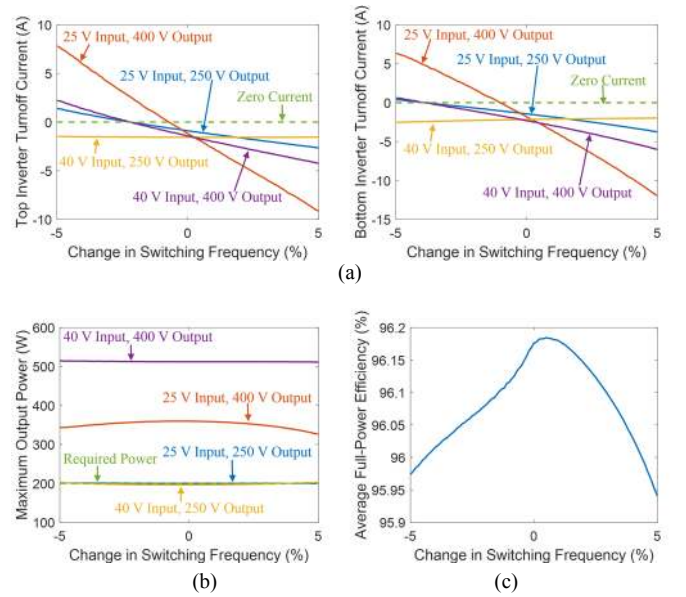 10
5
0
-5
-10
Top Inverter Turnoff Current (A)
25 V Input, 400 V Output
25 V Input, 250 V Output
Zero Current
40 V Input, 250 V Output
40 V Input, 400 V Output
-5 0 5
Change in Switching Frequency (%)
10
5
0
-5
-10
-15
Bottom Inverter Turnoff Current (A)
25 V Input, 400 V Output
25 V Input, 250 V Output
Zero Current
40 V Input, 250 V Output
40 V Input, 400 V Output
-5 0 5
Change in Switching Frequency (%)
(a)
600
500
400
300
200
100
Maximum Output Power (W)
40 V Input, 400 V Output
25 V Input, 400 V Output
Required Power
25 V Input, 250 V Output
40 V Input, 250 V Output
-5 0 5
Change in Switching Frequency (%)
(b)
96.2
96.15
96.1
96.05
96
95.95
95.9
Average Full-Power Efficiency (%)
-5 0 5
Change in Switching Frequency (%)
(c)